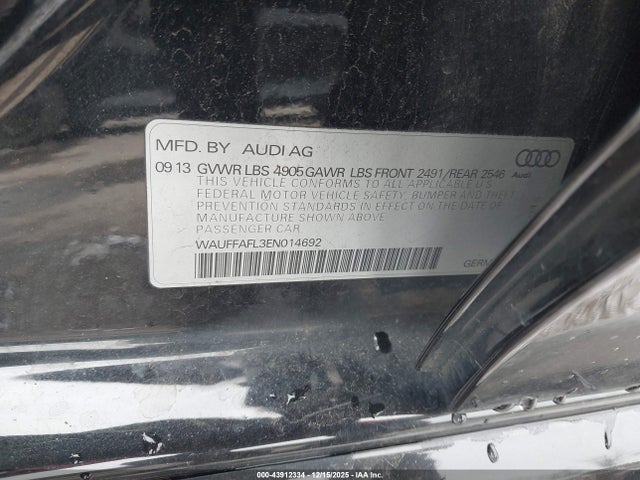 MFD. BY AUDI AG
09 13 GVWR LBS 4905 GAWR LBS FRONT 2491/REAR 2546
Audi
THIS VEHICLE CONFORMS TO ALL APPLICABLE U.S.
FEDERAL MOTOR VEHICLE SAFETY, BUMPER AND THEFT
PREVENTION STANDARDS IN EFFECT ON THE DATE OF
MANUFACTURE SHOWN ABOVE
PASSENGER CAR.
WAUFFAFL3EN014692
000-43912334 - 12/15/2025 - IAAI.COM